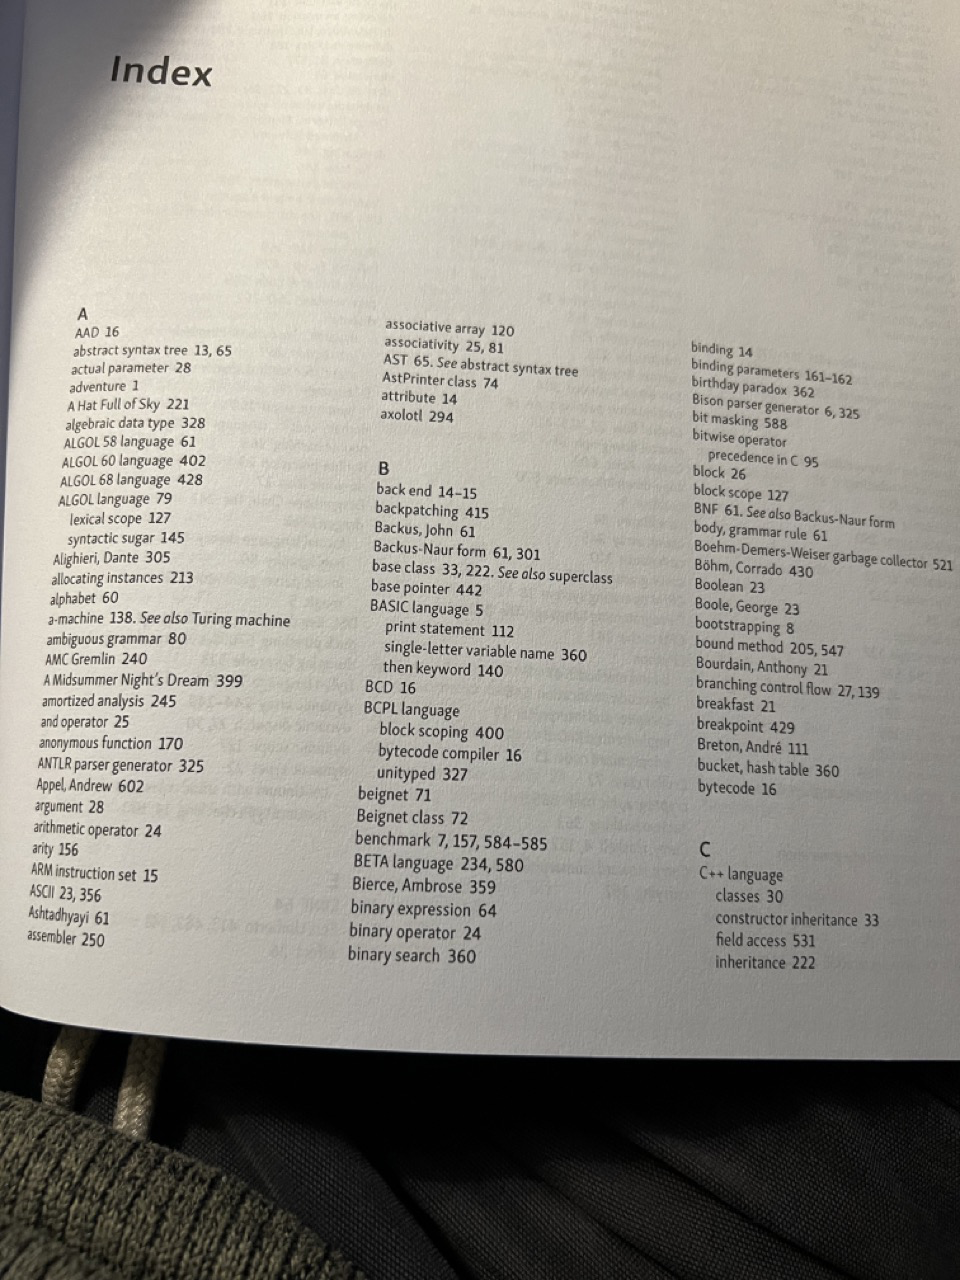 Index
A
AAD 16
abstract syntax tree 13, 65
actual parameter 28
adventure 1
A Hat Full of Sky 221
algebraic data type 328
ALGOL 58 language 61
ALGOL 60 language 402
ALGOL 68 language 428
ALGOL language 79
lexical scope 127
syntactic sugar 145
Alighieri, Dante 305
allocating instances 213
alphabet 60
a-machine 138. See also Turing machine
ambiguous grammar 80
AMC Gremlin 240
A Midsummer Night's Dream 399
amortized analysis 245
and operator 25
anonymous function 170
ANTLR parser generator 325
Appel, Andrew 602
argument 28
arithmetic operator 24
arity 156
ARM instruction set 15
ASCII 23, 356
Ashtadhyayi 61
assembler 250
associative array 120
associativity 25, 81
AST 65. See abstract syntax tree
AstPrinter class 74
attribute 14
axolotl 294
B
back end 14–15
backpatching 415
Backus, John 61
Backus-Naur form 61, 301
base class 33, 222. See also superclass
base pointer 442
BASIC language 5
print statement 112
single-letter variable name 360
then keyword 140
BCD 16
BCPL language
block scoping 400
bytecode compiler 16
unityped 327
beignet 71
Beignet class 72
benchmark 7, 157, 584–585
BETA language 234, 580
Bierce, Ambrose 359
binary expression 64
binary operator 24
binary search 360
binding 14
binding parameters 161–162
birthday paradox 362
Bison parser generator 6, 325
bit masking 588
bitwise operator
precedence in C 95
block 26
block scope 127
BNF 61. See also Backus-Naur form
body, grammar rule 61
Boehm-Demers-Weiser garbage collector 521
Böhm, Corrado 430
Boolean 23
Boole, George 23
bootstrapping 8
bound method 205, 547
Bourdain, Anthony 21
branching control flow 27, 139
breakfast 21
breakpoint 429
Breton, André 111
bucket, hash table 360
bytecode 16
C
C++ language
classes 30
constructor inheritance 33
field access 531
inheritance 222